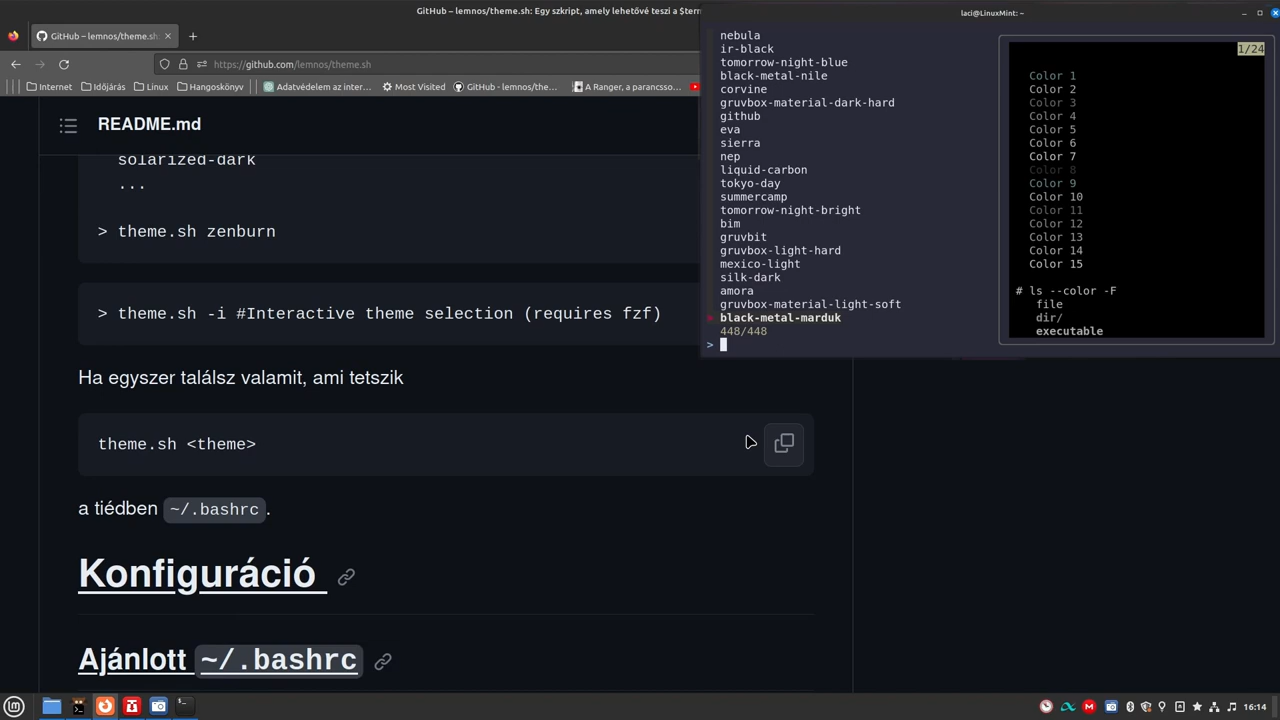 GitHub – lemnos/theme.sh: Egy szkript, amely lehetővé teszi a $tern
GitHub – lemnos/theme.sh:
https://github.com/lemnos/theme.sh
Internet
Időjárás
Linux
Hangoskönyv
Adatvédelem az inter...
Most Visited
GitHub - lemnos/the...
A Ranger, a parancsso...
README.md
solarized-dark
...
> theme.sh zenburn
> theme.sh -i #Interactive theme selection (requires fzf)
Ha egyszer találsz valamit, ami tetszik
theme.sh <theme>
a tiédben ~/.bashrc .
Konfiguráció
Ajánlott ~/.bashrc
laci@LinuxMint: ~
nebula
ir-black
tomorrow-night-blue
black-metal-nile
corvine
gruvbox-material-dark-hard
github
eva
sierra
nep
liquid-carbon
tokyo-day
summercamp
tomorrow-night-bright
bim
gruvbit
gruvbox-light-hard
mexico-light
silk-dark
amora
gruvbox-material-light-soft
black-metal-marduk
448/448
>
1/24
Color 1
Color 2
Color 3
Color 4
Color 5
Color 6
Color 7
Color 8
Color 9
Color 10
Color 11
Color 12
Color 13
Color 14
Color 15
# ls --color -F
file
dir/
executable
16:14